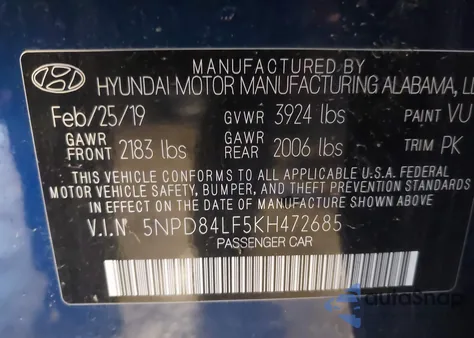 MANUFACTURED BY
HYUNDAI MOTOR MANUFACTURING ALABAMA,
Feb/25/19 GVWR 3924 lbs PAINT VU
GAWR FRONT 2183 lbs GAWR REAR 2006 lbs TRIM PK
THIS VEHICLE CONFORMS TO ALL APPLICABLE U.S.A. FEDERAL
MOTOR VEHICLE SAFETY, BUMPER, AND THEFT PREVENTION STANDARDS
IN EFFECT ON THE DATE OF MANUFACTURE SHOWN ABOVE.
V.I.N 5NPD84LF5KH472685
PASSENGER CAR
autoSnap